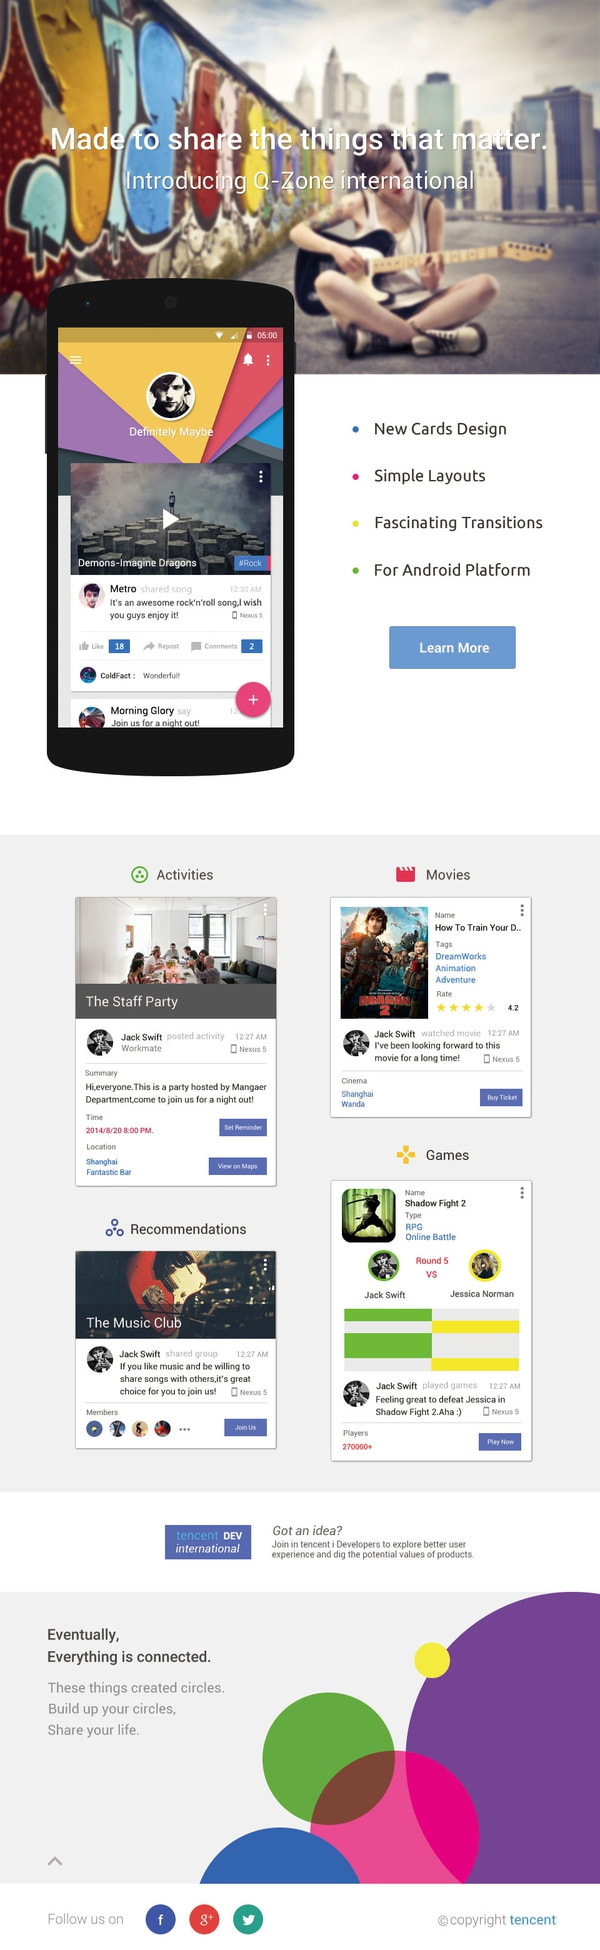 Made to share the things that matter.
Introducing Q-Zone international
05:00
Definitely Maybe
Demons-Imagine Dragons
#Rock
Metro shared song 12:30 AM
It's an awesome rock'n'roll song,I wish
you guys enjoy it!
Nexus 5
Like 18
Repost
Comments 2
ColdFact : Wonderful!
Morning Glory say
Join us for a night out!
New Cards Design
Simple Layouts
Fascinating Transitions
For Android Platform
Learn More
Activities
The Staff Party
Jack Swift posted activity 12:27 AM
Workmate
Nexus 5
Summary
Hi,everyone.This is a party hosted by Mangaer
Department,come to join us for a night out!
Time
2014/8/20 8:00 PM.
Set Reminder
Location
Shanghai
Fantastic Bar
View on Maps
Recommendations
The Music Club
Jack Swift shared group 12:27 AM
If you like music and be willing to
share songs with others,it's great
choice for you to join us!
Nexus 5
Members
Join Us
Movies
Name
How To Train Your D..
Tags
DreamWorks
Animation
Adventure
Rate
4.2
DRAGON
2
Jack Swift watched movie 12:27 AM
I've been looking forward to this
movie for a long time!
Nexus 5
Cinema
Shanghai
Wanda
Buy Ticket
Games
Name
Shadow Fight 2
Type
RPG
Online Battle
Round 5
VS
Jack Swift
Jessica Norman
Jack Swift played games 12:27 AM
Feeling great to defeat Jessica in
Shadow Fight 2.Aha :)
Nexus 5
Players
270000+
Play Now
tencent DEV
international
Got an idea?
Join in tencent i Developers to explore better user
experience and dig the potential values of products.
Eventually,
Everything is connected.
These things created circles.
Build up your circles,
Share your life.
Follow us on
f
g+
© copyright tencent